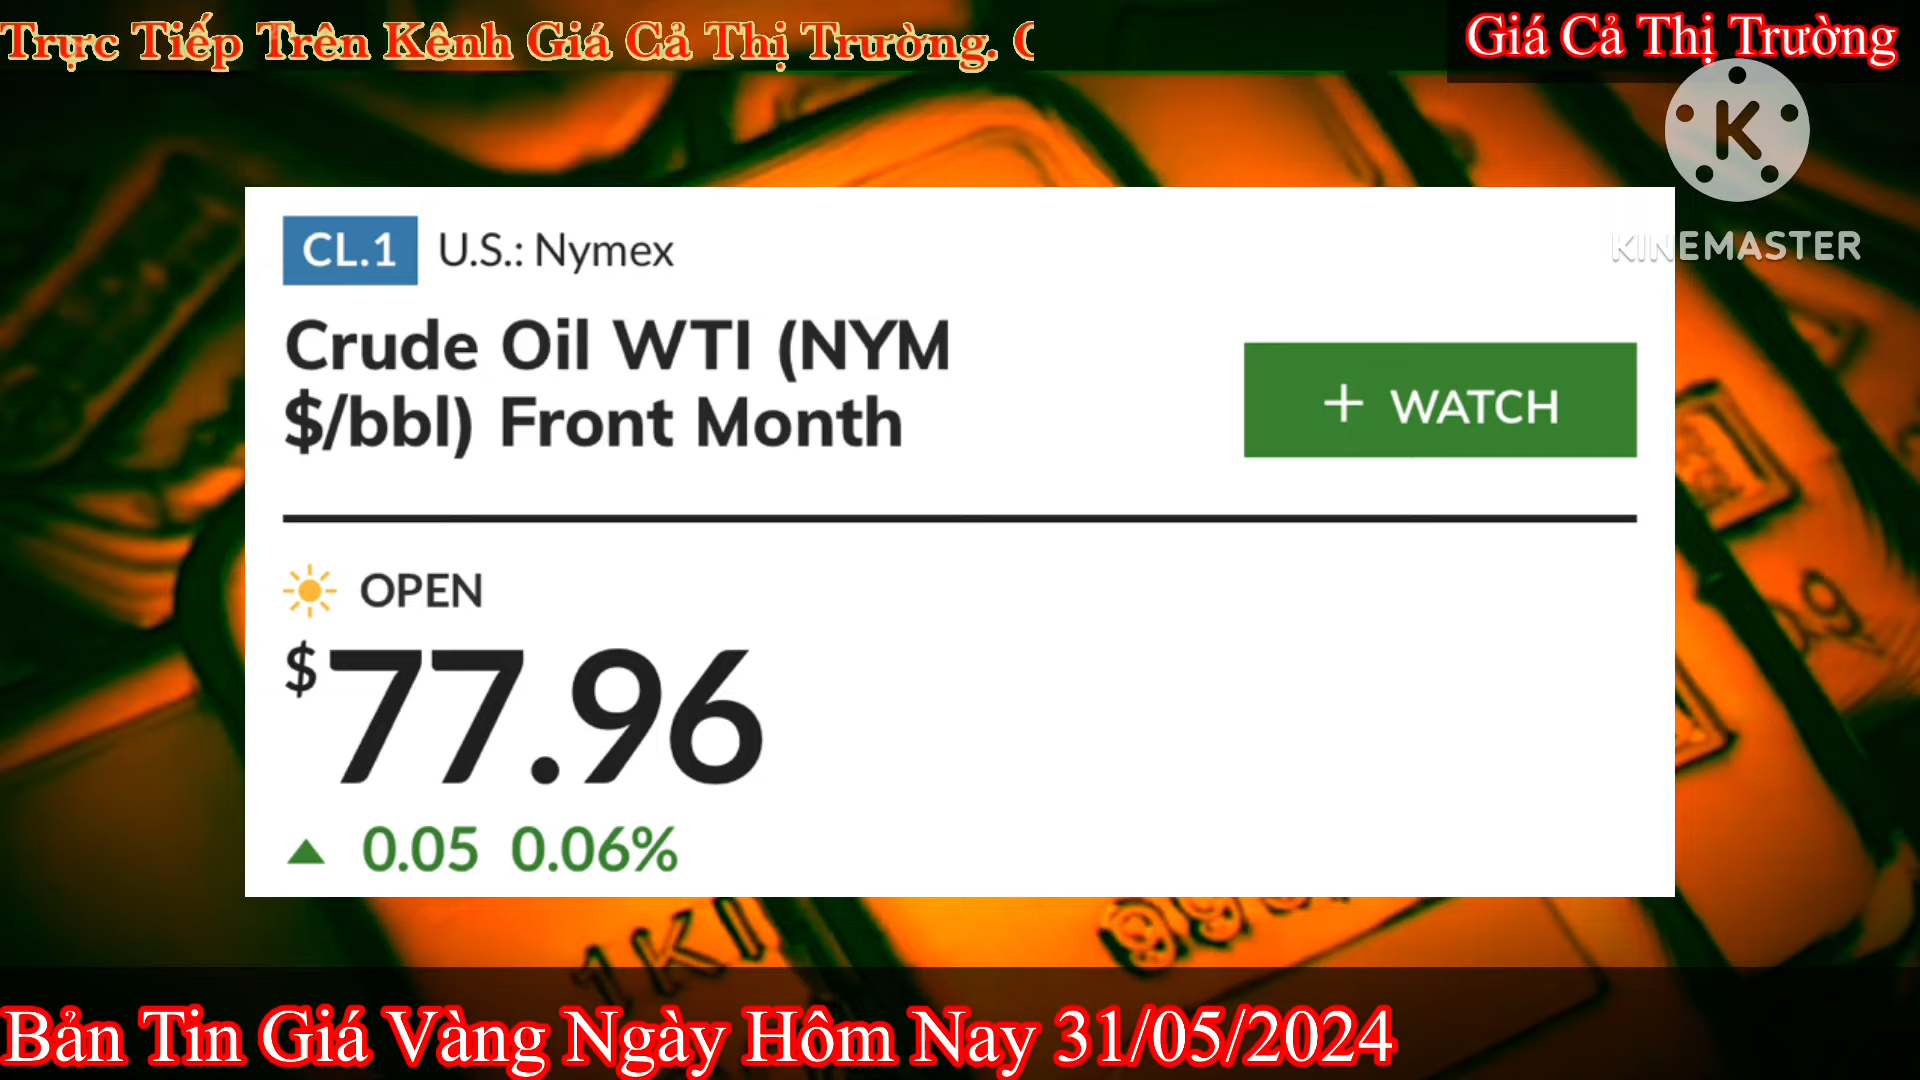 Trực Tiếp Trên Kênh Giá Cả Thị Trường.
Giá Cả Thị Trường
K
KINEMASTER
CL.1 U.S.: Nymex
Crude Oil WTI (NYM
$/bbl) Front Month
+ WATCH
OPEN
$77.96
▲ 0.05 0.06%
1KI
Bản Tin Giá Vàng Ngày Hôm Nay 31/05/2024